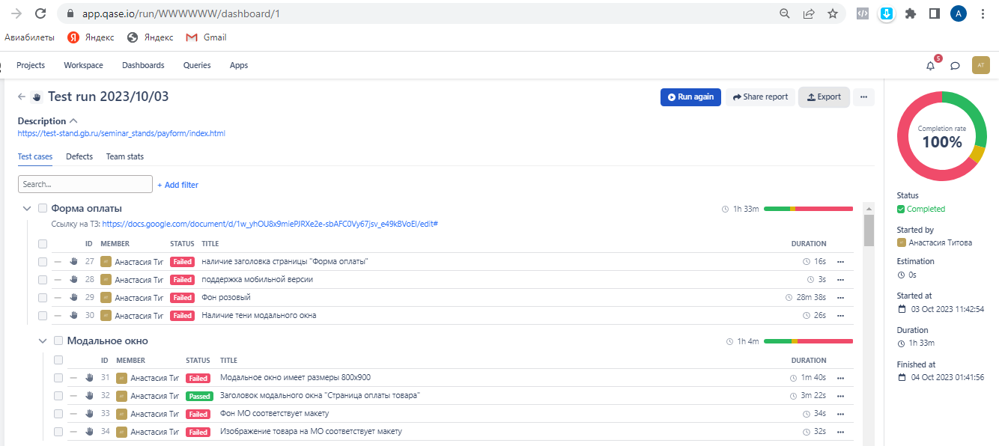 app.qase.io/run/WWWWWW/dashboard/1
A
Авиабилеты Яндекс Яндекс Gmail
Projects Workspace Dashboards Queries Apps
5
AT
Test run 2023/10/03
Run again Share report Export
Description
https://test-stand.gb.ru/seminar_stands/payform/index.html
Test cases Defects Team stats
Search... + Add filter
Форма оплаты 1h 33m
Ссылку на ТЗ: https://docs.google.com/document/d/1w_yhOU8x9miePJRXe2e-sbAFC0Vy67jsv_e49kBVoEI/edit#
ID MEMBER STATUS TITLE DURATION
27 Анастасия Тит Failed наличие заголовка страницы "Форма оплаты" 16s
28 Анастасия Тит Failed поддержка мобильной версии 3s
29 Анастасия Тит Failed Фон розовый 28m 38s
30 Анастасия Тит Failed Наличие тени модального окна 26s
Модальное окно 1h 4m
ID MEMBER STATUS TITLE DURATION
31 Анастасия Тит Failed Модальное окно имеет размеры 800x900 1m 40s
32 Анастасия Тит Passed Заголовок модального окна "Страница оплаты товара" 3m 22s
33 Анастасия Тит Failed Фон МО соответствует макету 34s
34 Анастасия Тит Failed Изображение товара на МО соответствует макету 32s
Completion rate
100%
Status
Completed
Started by
Анастасия Титова
Estimation
0s
Started at
03 Oct 2023 11:42:54
Duration
1h 33m
Finished at
04 Oct 2023 01:41:56